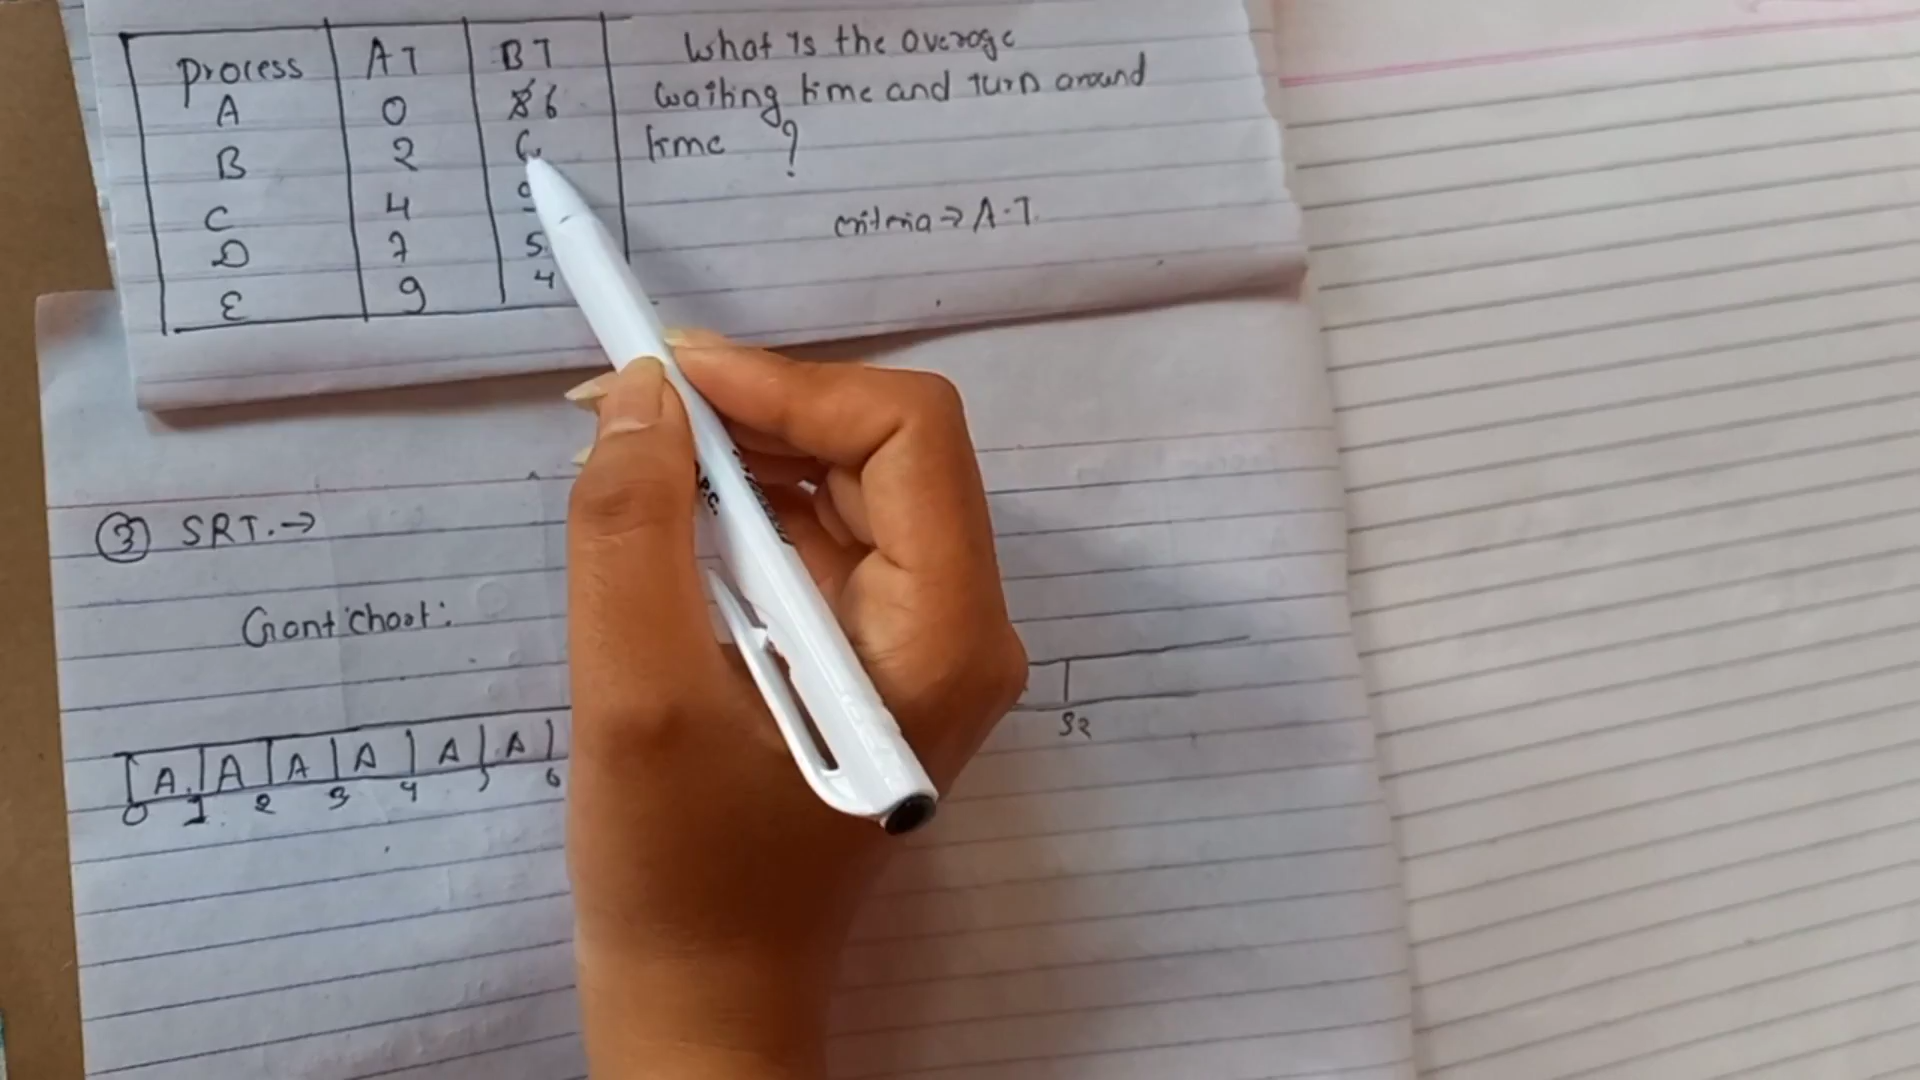 Process AT BT What is the average
A 0 6 waiting time and Turn around
B 2 time ?
C 4 criteria → A.T.
D 7 5
E 9 4
③ SRT. →
Gant chart:
A A A A A A
0 1 2 3 4 5 6 32
P.C.